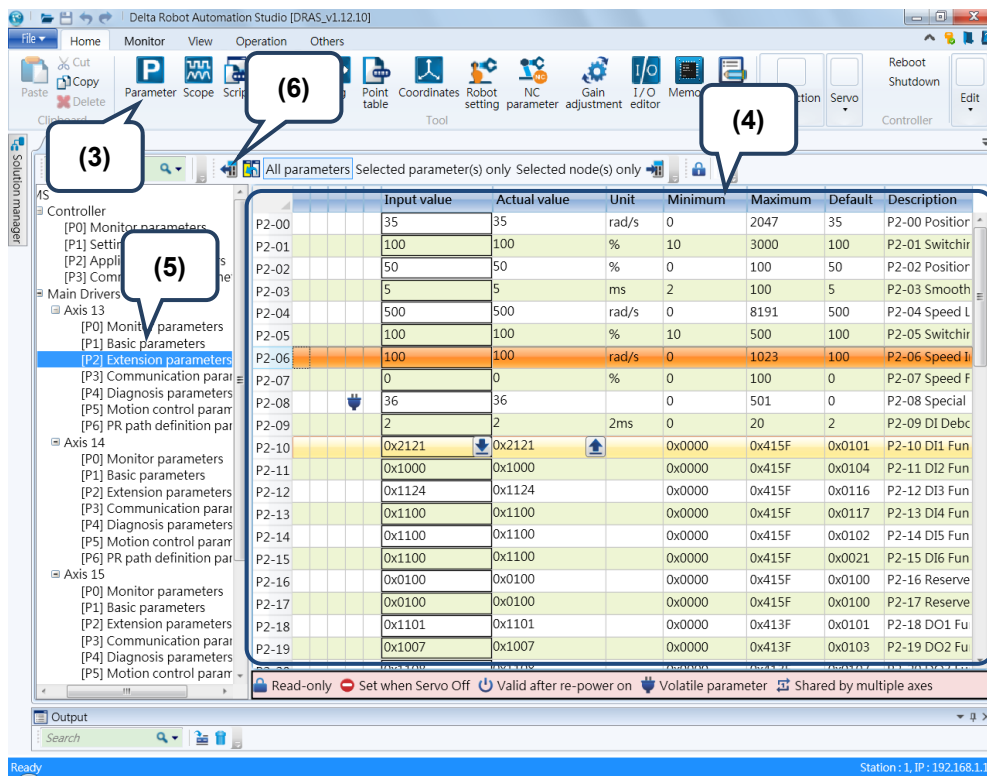 Delta Robot Automation Studio [DRAS_v1.12.10]
File Home Monitor View Operation Others
Cut
Copy
Delete
Paste
Clipboard
Parameter Scope
Point table
Coordinates
Robot setting
NC parameter
Gain adjustment
I/O editor
Tool
Servo
Reboot
Shutdown
Controller
Edit
(3)
(6)
(4)
(5)
Solution manager
All parameters Selected parameter(s) only Selected node(s) only
Controller
[P0] Monitor parameters
Main Drivers
Axis 13
[P0] Monitor parameters
[P1] Basic parameters
[P2] Extension parameters
[P3] Communication
[P4] Diagnosis parameters
[P5] Motion control param
[P6] PR path definition par
Axis 14
[P0] Monitor parameters
[P1] Basic parameters
[P2] Extension parameters
[P3] Communication
[P4] Diagnosis parameters
[P5] Motion control param
[P6] PR path definition par
Axis 15
[P0] Monitor parameters
[P1] Basic parameters
[P2] Extension parameters
[P3] Communication
[P4] Diagnosis parameters
[P5] Motion control param
Input value Actual value Unit Minimum Maximum Default Description
P2-00 35 35 rad/s 0 2047 35 P2-00 Position
P2-01 100 100 % 10 3000 100 P2-01 Switchin
P2-02 50 50 % 0 100 50 P2-02 Position
P2-03 5 5 ms 2 100 5 P2-03 Smooth
P2-04 500 500 rad/s 0 8191 500 P2-04 Speed L
P2-05 100 100 % 10 500 100 P2-05 Switchin
P2-06 100 100 rad/s 0 1023 100 P2-06 Speed I
P2-07 0 0 % 0 100 0 P2-07 Speed F
P2-08 36 36 0 501 0 P2-08 Special
P2-09 2 2 2ms 0 20 2 P2-09 DI Debc
P2-10 0x2121 0x2121 0x0000 0x415F 0x0101 P2-10 DI1 Fun
P2-11 0x1000 0x1000 0x0000 0x415F 0x0104 P2-11 DI2 Fun
P2-12 0x1124 0x1124 0x0000 0x415F 0x0116 P2-12 DI3 Fun
P2-13 0x1100 0x1100 0x0000 0x415F 0x0117 P2-13 DI4 Fun
P2-14 0x1100 0x1100 0x0000 0x415F 0x0102 P2-14 DI5 Fun
P2-15 0x1100 0x1100 0x0000 0x415F 0x0021 P2-15 DI6 Fun
P2-16 0x0100 0x0100 0x0000 0x415F 0x0100 P2-16 Reserve
P2-17 0x0100 0x0100 0x0000 0x415F 0x0100 P2-17 Reserve
P2-18 0x1101 0x1101 0x0000 0x413F 0x0101 P2-18 DO1 Fu
P2-19 0x1007 0x1007 0x0000 0x413F 0x0103 P2-19 DO2 Fu
Read-only Set when Servo Off Valid after re-power on Volatile parameter Shared by multiple axes
Output
Search
Ready Station : 1, IP : 192.168.1.1